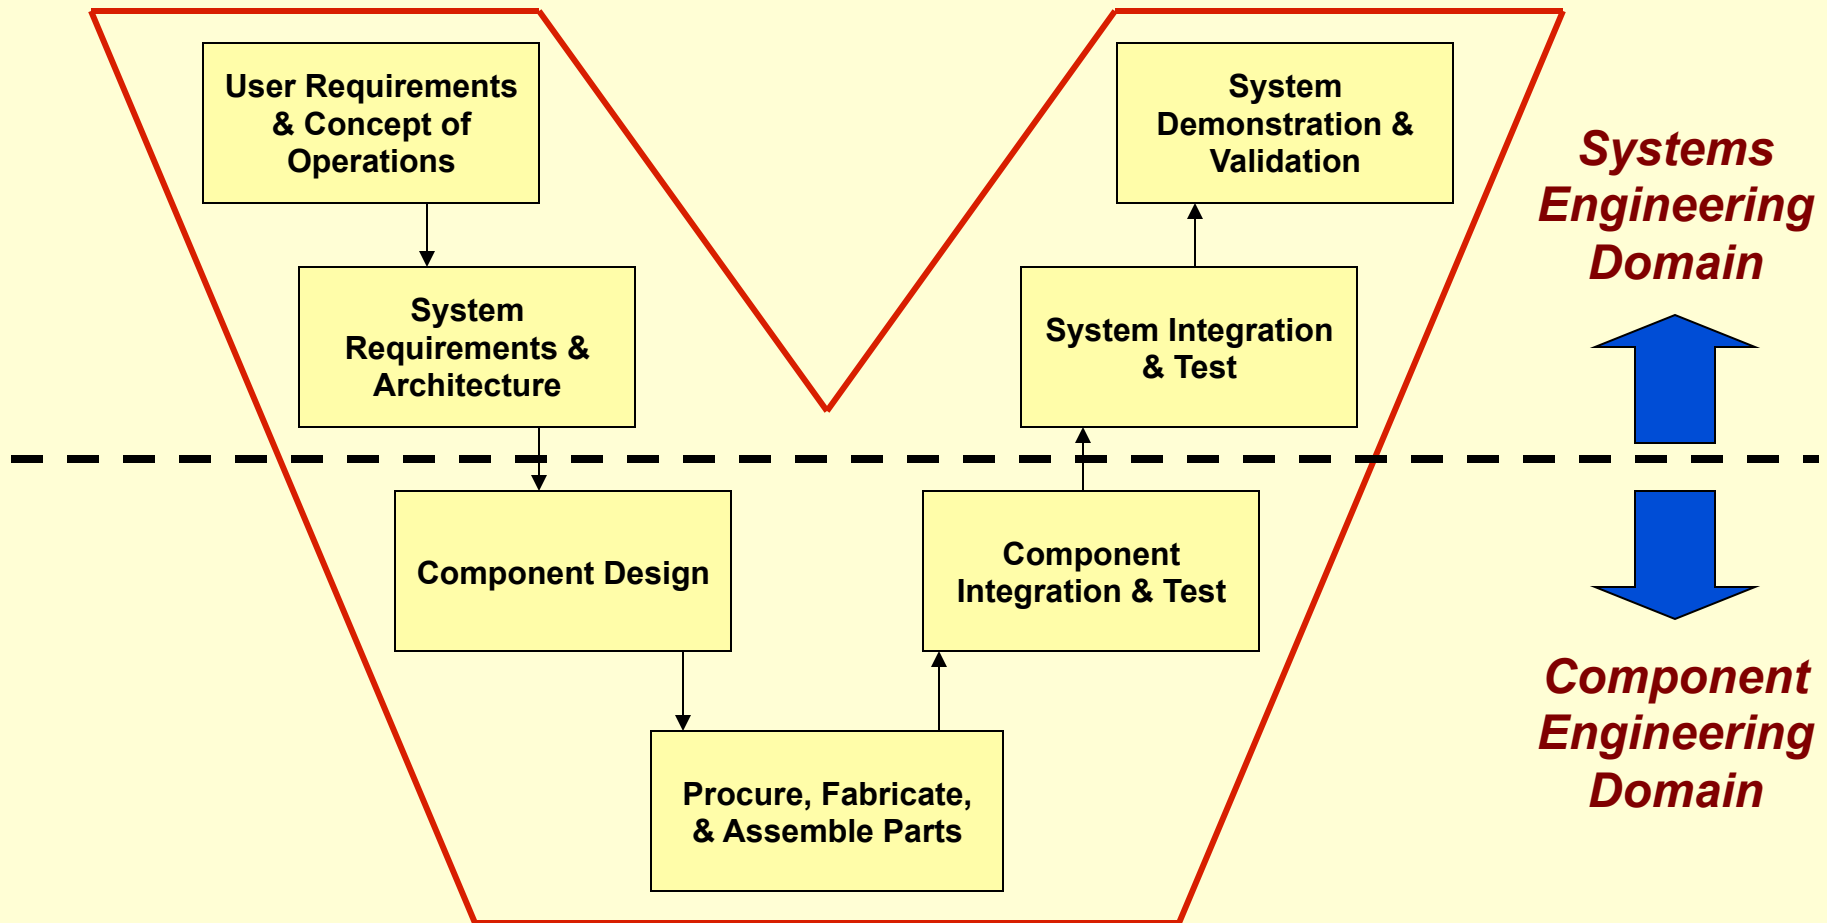 User Requirements
& Concept of
Operations
System
Requirements &
Architecture
Component Design
Procure, Fabricate,
& Assemble Parts
Component
Integration & Test
System Integration
& Test
System
Demonstration &
Validation
Systems
Engineering
Domain
Component
Engineering
Domain